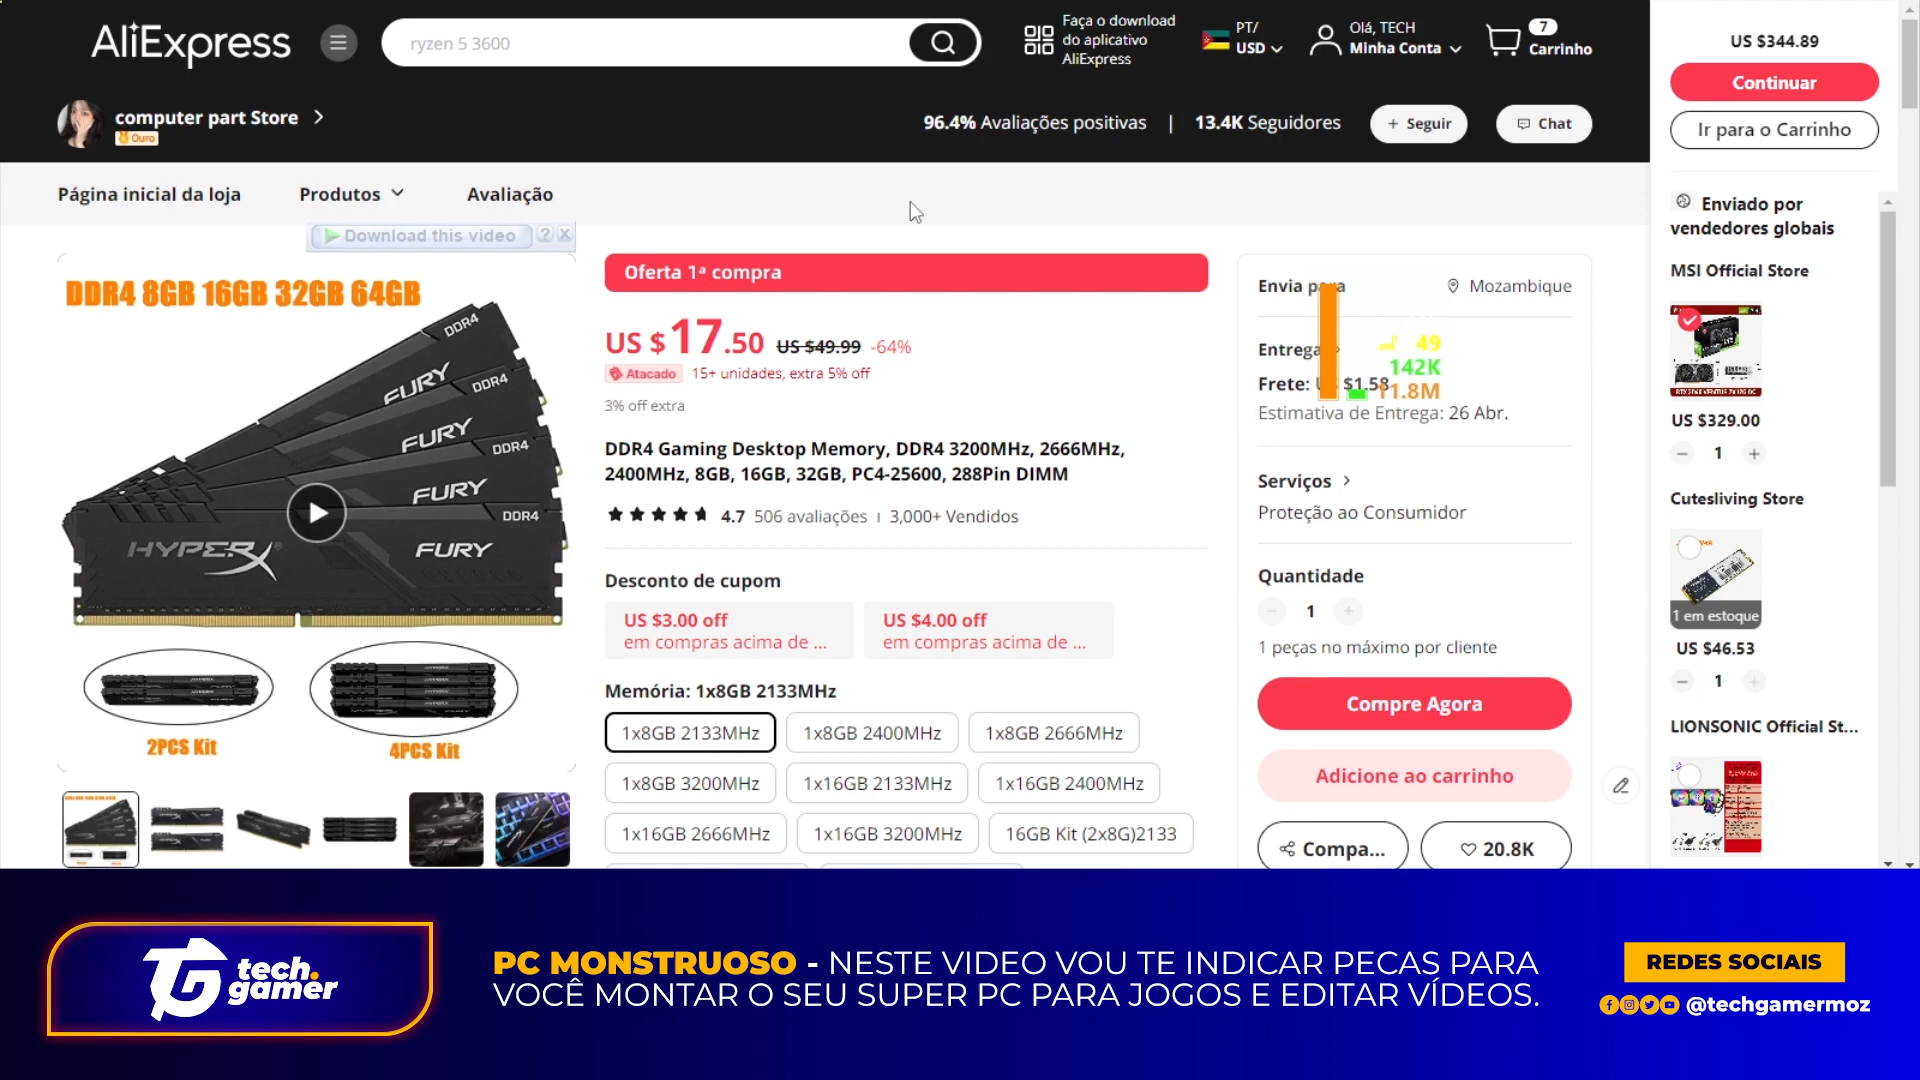 AliExpress
ryzen 5 3600
Faça o download
do aplicativo
AliExpress
PT/
USD
Olá, TECH
Minha Conta
7
Carrinho
computer part Store
Ouro
96.4% Avaliações positivas | 13.4K Seguidores
+ Seguir
Chat
Página inicial da loja
Produtos
Avaliação
Download this video
?
X
DDR4 8GB 16GB 32GB 64GB
DDR4
FURY
DDR4
FURY
DDR4
FURY
DDR4
HYPERX
FURY
2PCS Kit
4PCS Kit
Oferta 1ª compra
US $17.50 US $49.99 -64%
Atacado 15+ unidades, extra 5% off
3% off extra
DDR4 Gaming Desktop Memory, DDR4 3200MHz, 2666MHz,
2400MHz, 8GB, 16GB, 32GB, PC4-25600, 288Pin DIMM
4.7 506 avaliações | 3,000+ Vendidos
Desconto de cupom
US $3.00 off
em compras acima de ...
US $4.00 off
em compras acima de ...
Memória: 1x8GB 2133MHz
1x8GB 2133MHz
1x8GB 2400MHz
1x8GB 2666MHz
1x8GB 3200MHz
1x16GB 2133MHz
1x16GB 2400MHz
1x16GB 2666MHz
1x16GB 3200MHz
16GB Kit (2x8G)2133
Envia para
Mozambique
Entrega
49
142K
11.8M
Frete: US $1.58
Estimativa de Entrega: 26 Abr.
Serviços
Proteção ao Consumidor
Quantidade
1
1 peças no máximo por cliente
Compre Agora
Adicione ao carrinho
Compa...
20.8K
US $344.89
Continuar
Ir para o Carrinho
Enviado por
vendedores globais
MSI Official Store
US $329.00
1
Cutesliving Store
1 em estoque
US $46.53
1
LIONSONIC Official St...
tech.
gamer
PC MONSTRUOSO - NESTE VIDEO VOU TE INDICAR PECAS PARA
VOCÊ MONTAR O SEU SUPER PC PARA JOGOS E EDITAR VÍDEOS.
REDES SOCIAIS
@techgamermoz